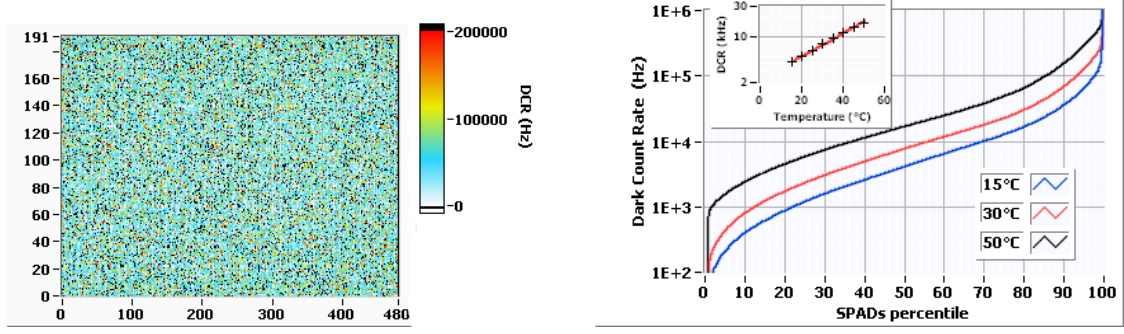 191
160
140
120
100
80
60
40
20
0
0 100 200 300 400 480
200000
100000
0
DCR (Hz)
1E+6
1E+5
1E+4
1E+3
1E+2
Dark Count Rate (Hz)
0 10 20 30 40 50 60 70 80 90 100
SPADs percentile
30
10
2
DCR (kHz)
0 20 40 60
Temperature (°C)
15°C
30°C
50°C